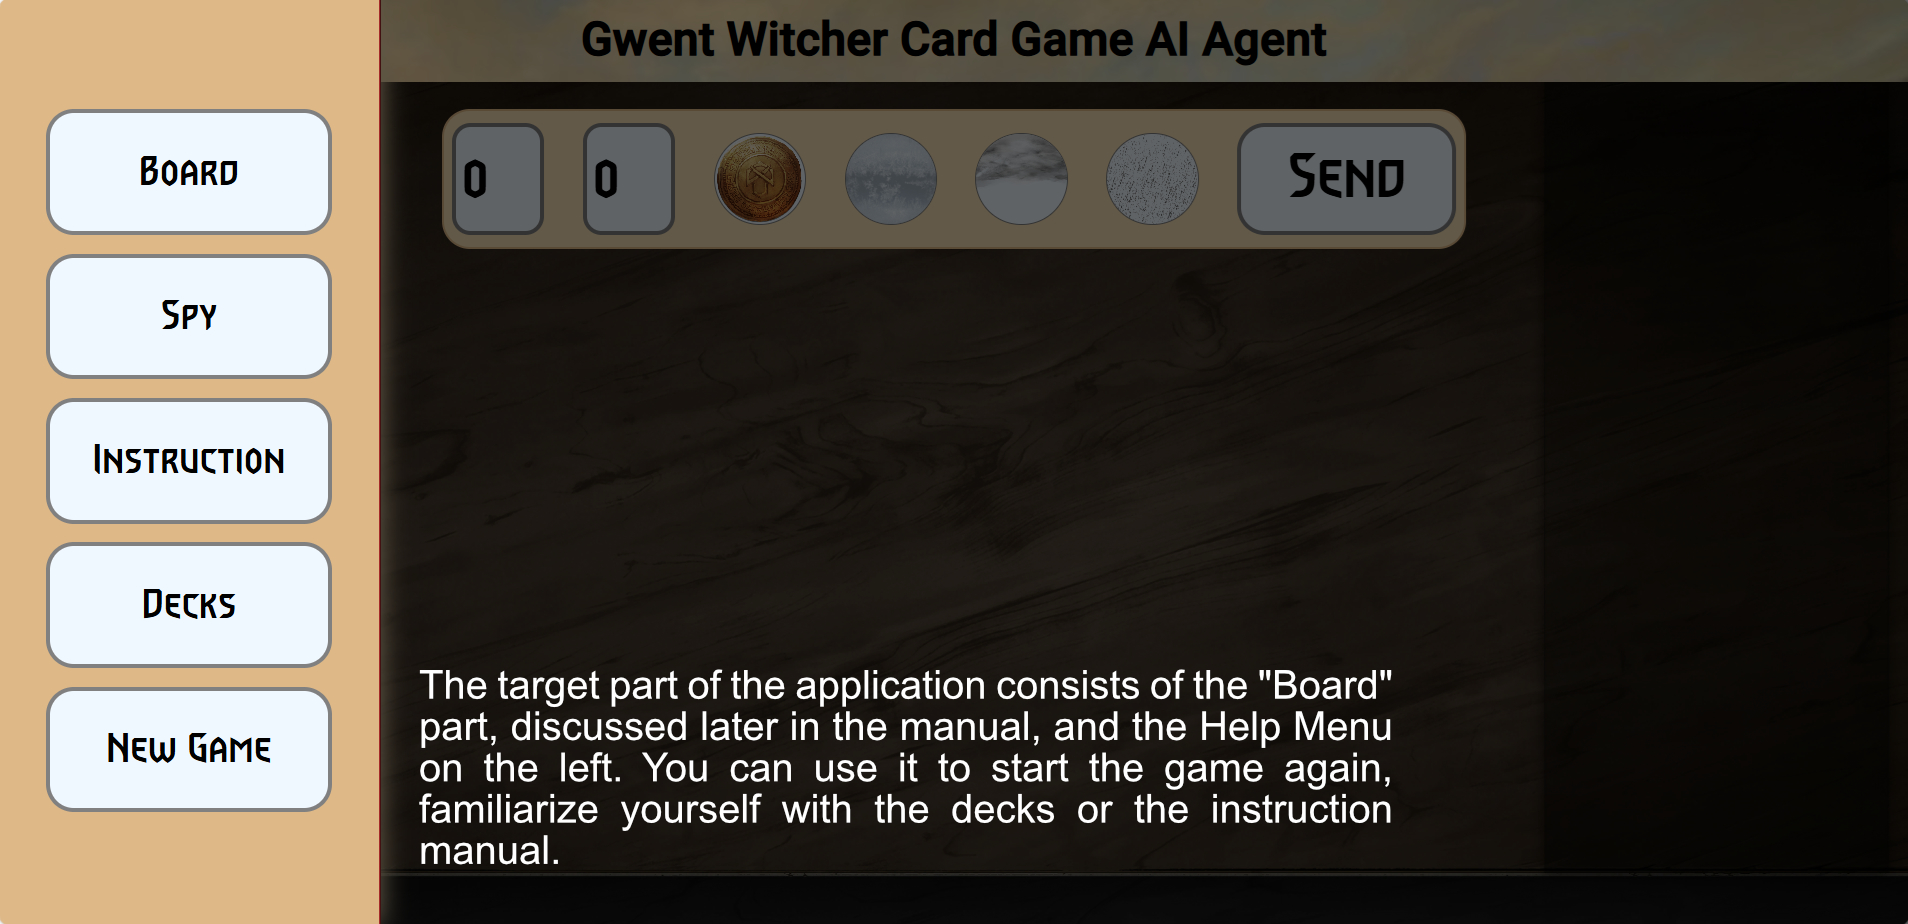 Gwent Witcher Card Game AI Agent
Board
Spy
Instruction
Decks
New Game
0 0 Send
The target part of the application consists of the "Board"
part, discussed later in the manual, and the Help Menu
on the left. You can use it to start the game again,
familiarize yourself with the decks or the instruction
manual.